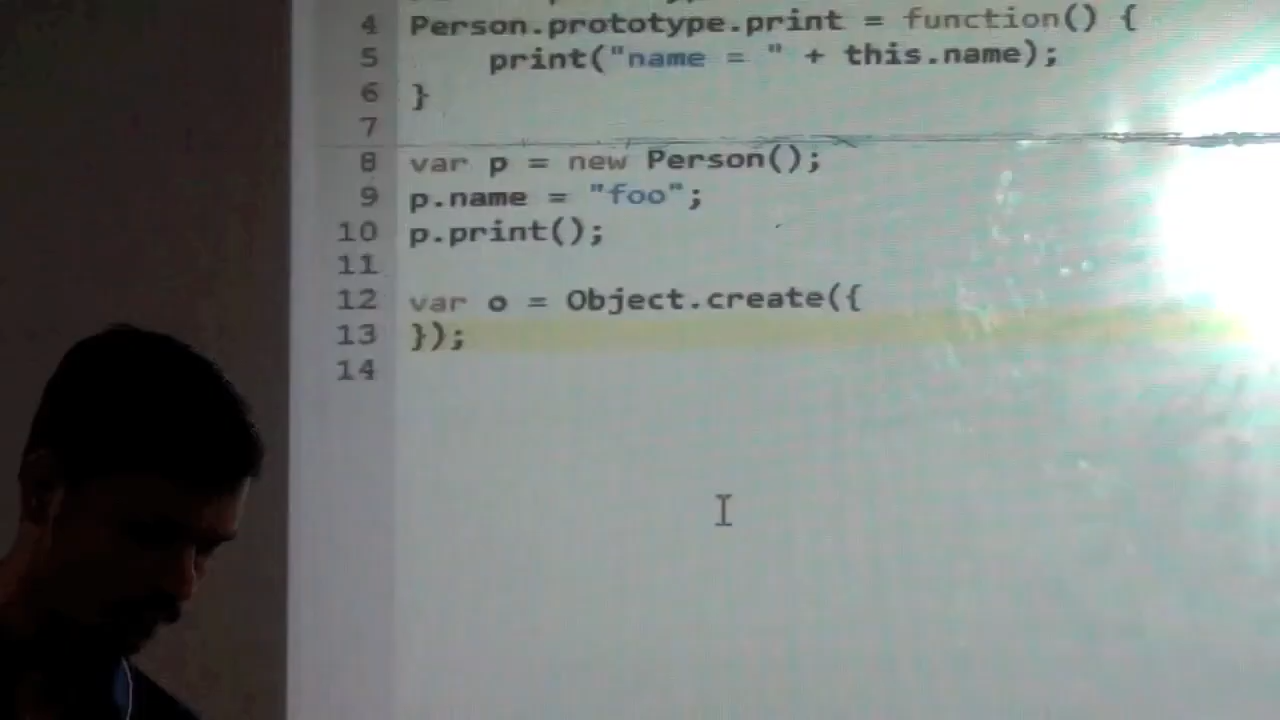 4 Person.prototype.print = function() {
5 print("name = " + this.name);
6 }
7
8 var p = new Person();
9 p.name = "foo";
10 p.print();
11
12 var o = Object.create({
13 });
14